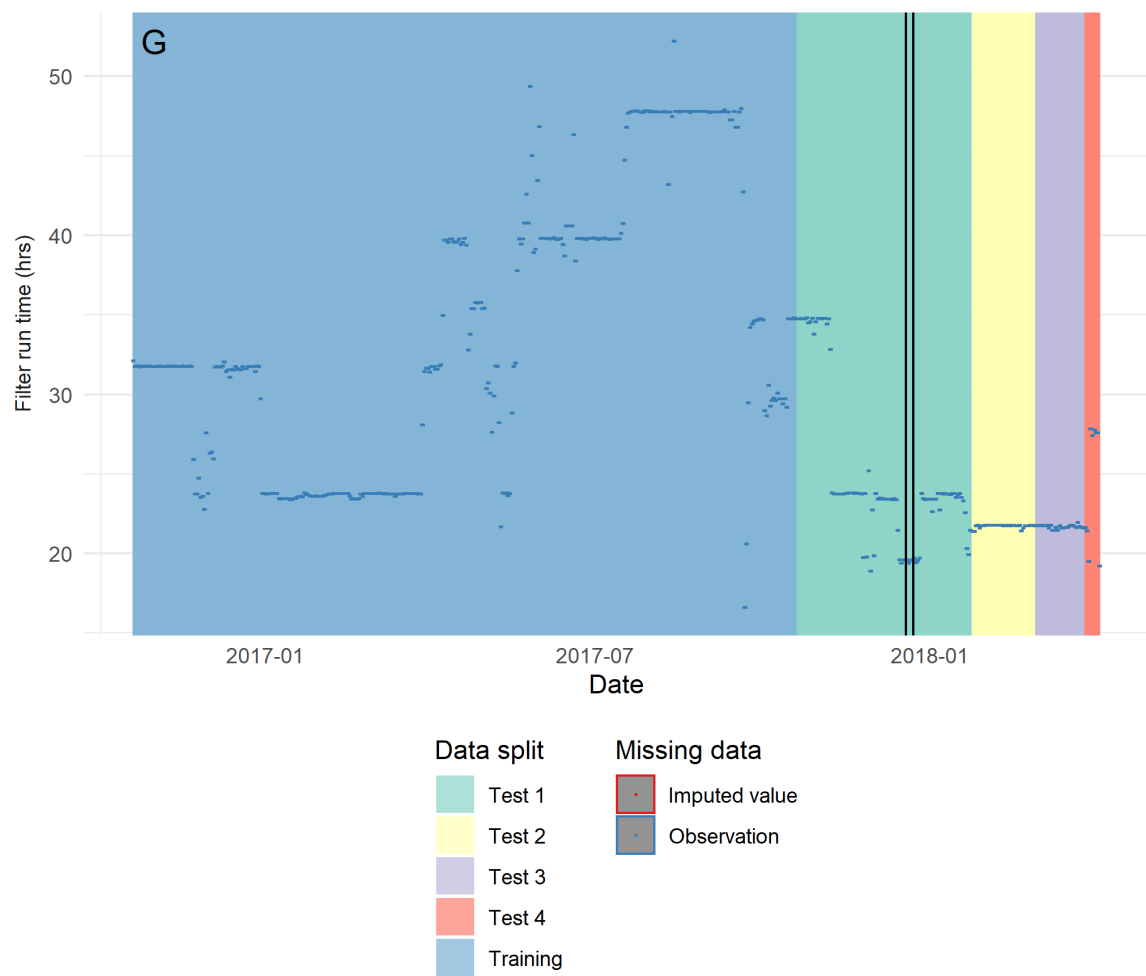 G
50
40
30
20
Filter run time (hrs)
2017-01 2017-07 2018-01
Date
Data split Missing data
Test 1 Imputed value
Test 2 Observation
Test 3
Test 4
Training